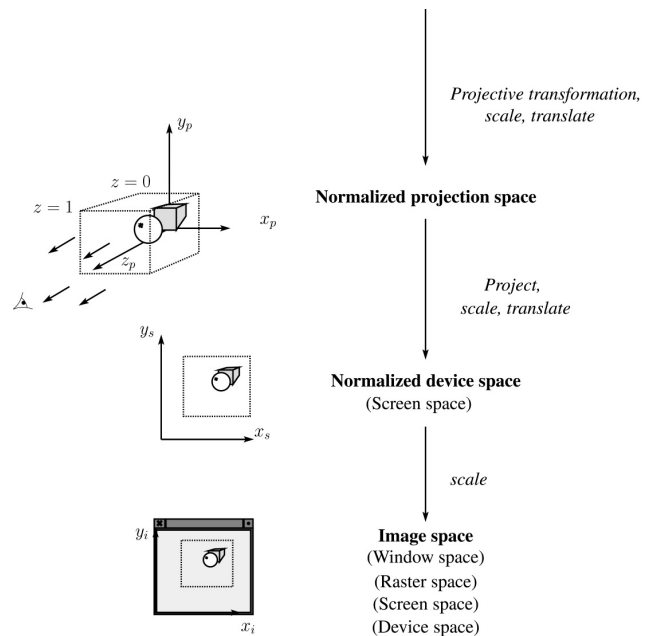 Projective transformation,
scale, translate
y_p
z = 0
z = 1
Normalized projection space
x_p
z_p
Project,
scale, translate
y_s
Normalized device space
(Screen space)
x_s
scale
y_i
Image space
(Window space)
(Raster space)
(Screen space)
(Device space)
x_i